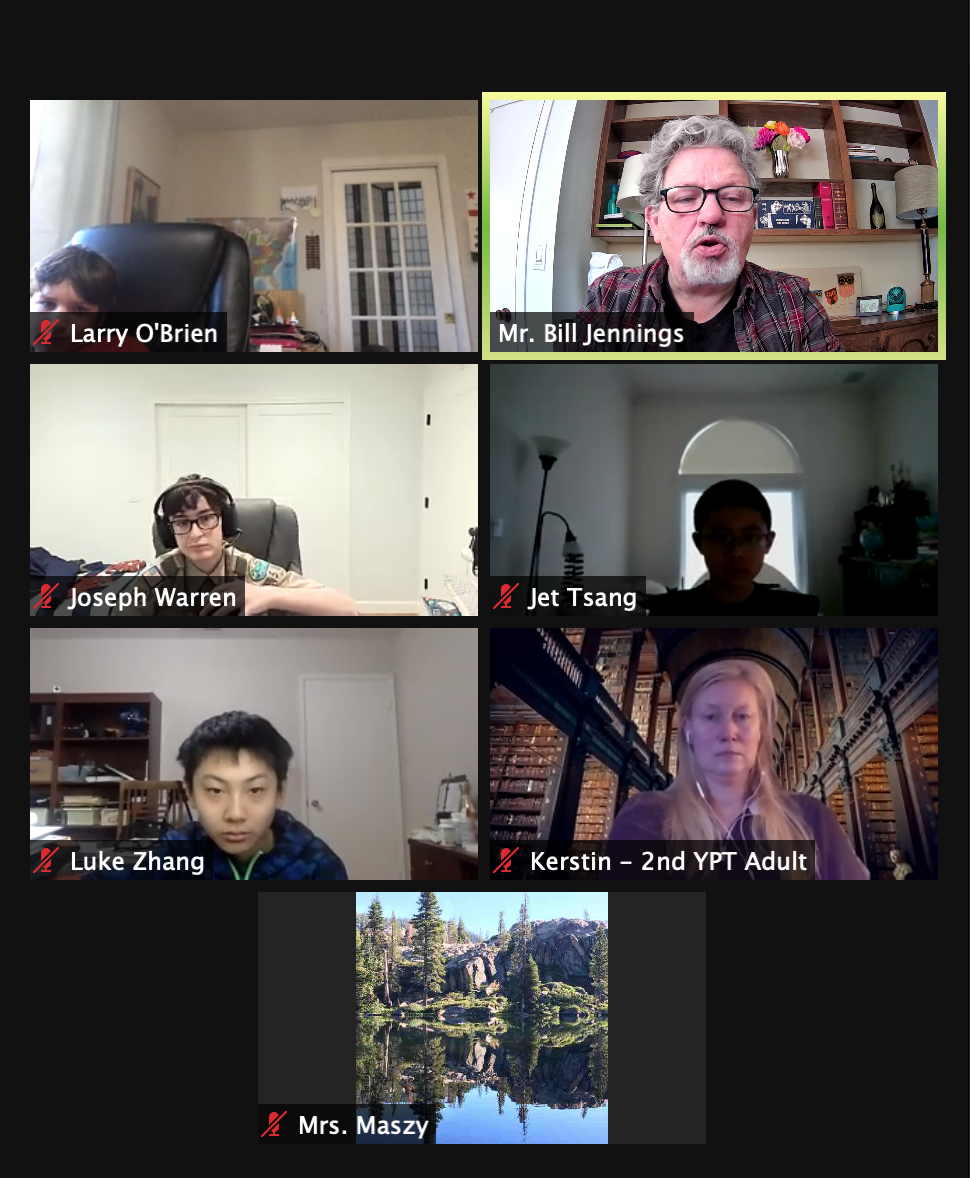 Larry O'Brien
Mr. Bill Jennings
Joseph Warren
Jet Tsang
Luke Zhang
Kerstin – 2nd YPT Adult
Mrs. Maszy